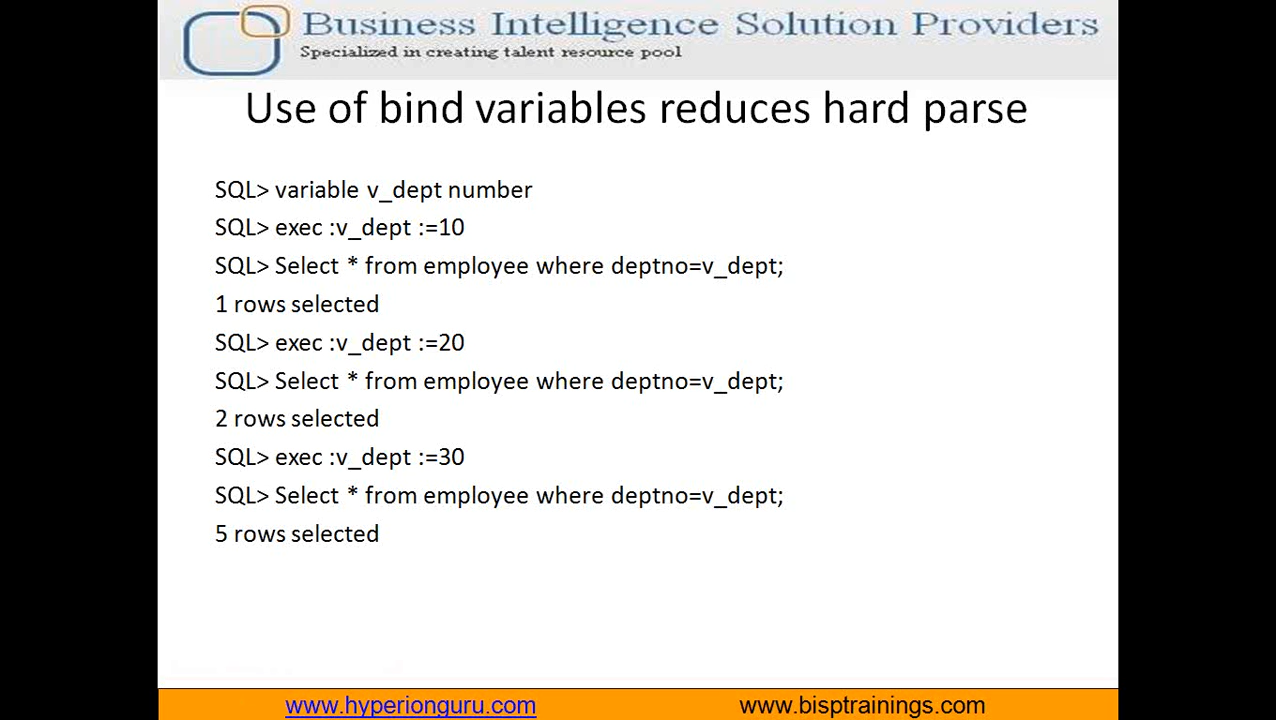 Business Intelligence Solution Providers
Specialized in creating talent resource pool
Use of bind variables reduces hard parse
SQL> variable v_dept number
SQL> exec :v_dept :=10
SQL> Select * from employee where deptno=v_dept;
1 rows selected
SQL> exec :v_dept :=20
SQL> Select * from employee where deptno=v_dept;
2 rows selected
SQL> exec :v_dept :=30
SQL> Select * from employee where deptno=v_dept;
5 rows selected
www.hyperionguru.com www.bisptrainings.com